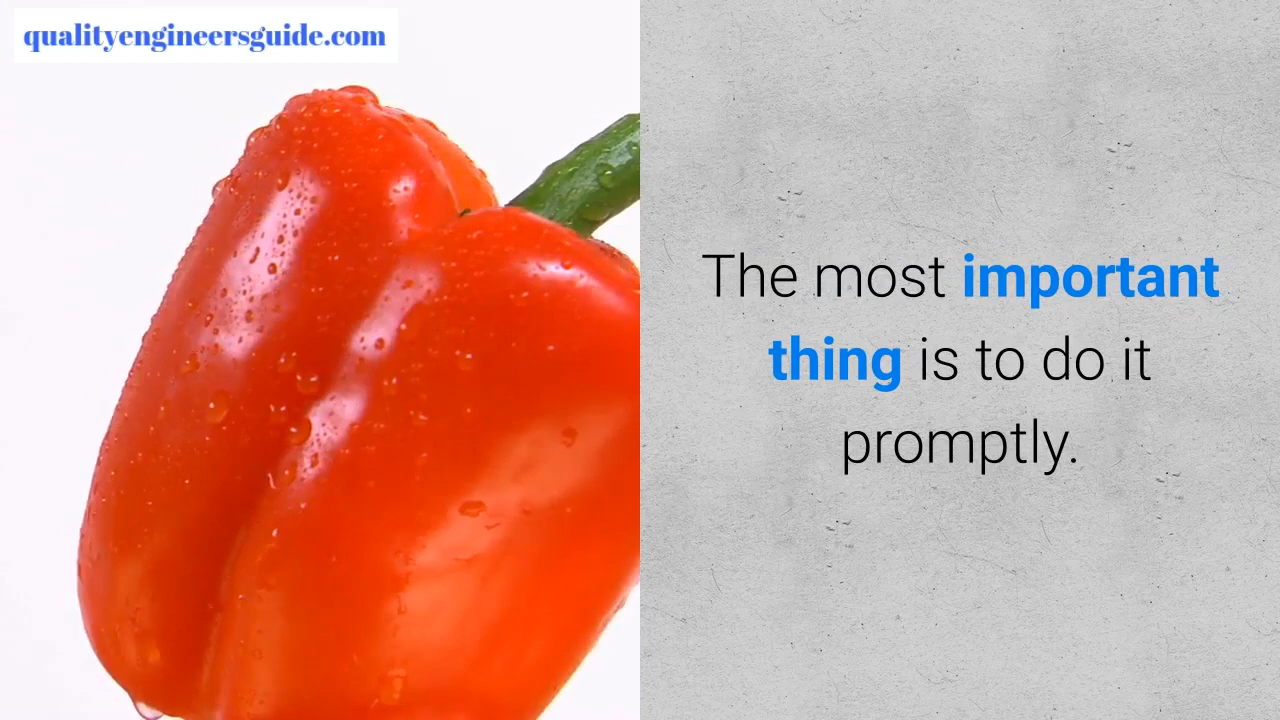 qualityengineersguide.com
The most important
thing is to do it
promptly.